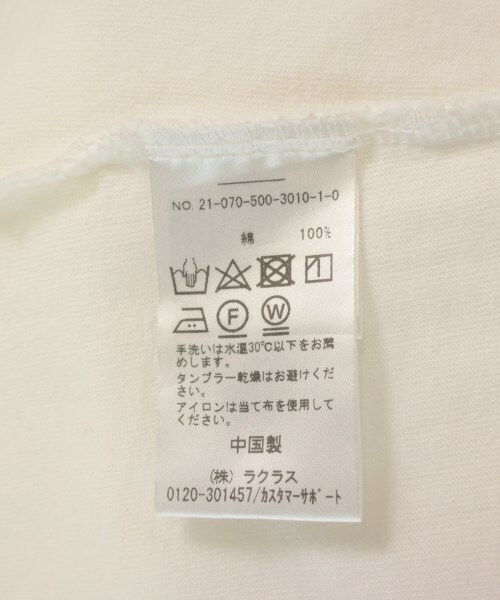 NO. 21-070-500-3010-1-0
綿 100%
F W
手洗いは水温30℃以下をお薦
めします。
タンブラー乾燥はお避けくだ
さい。
アイロンは当て布を使用して
ください。
中国製
(株) ラクラス
0120-301457/カスタマーサポート